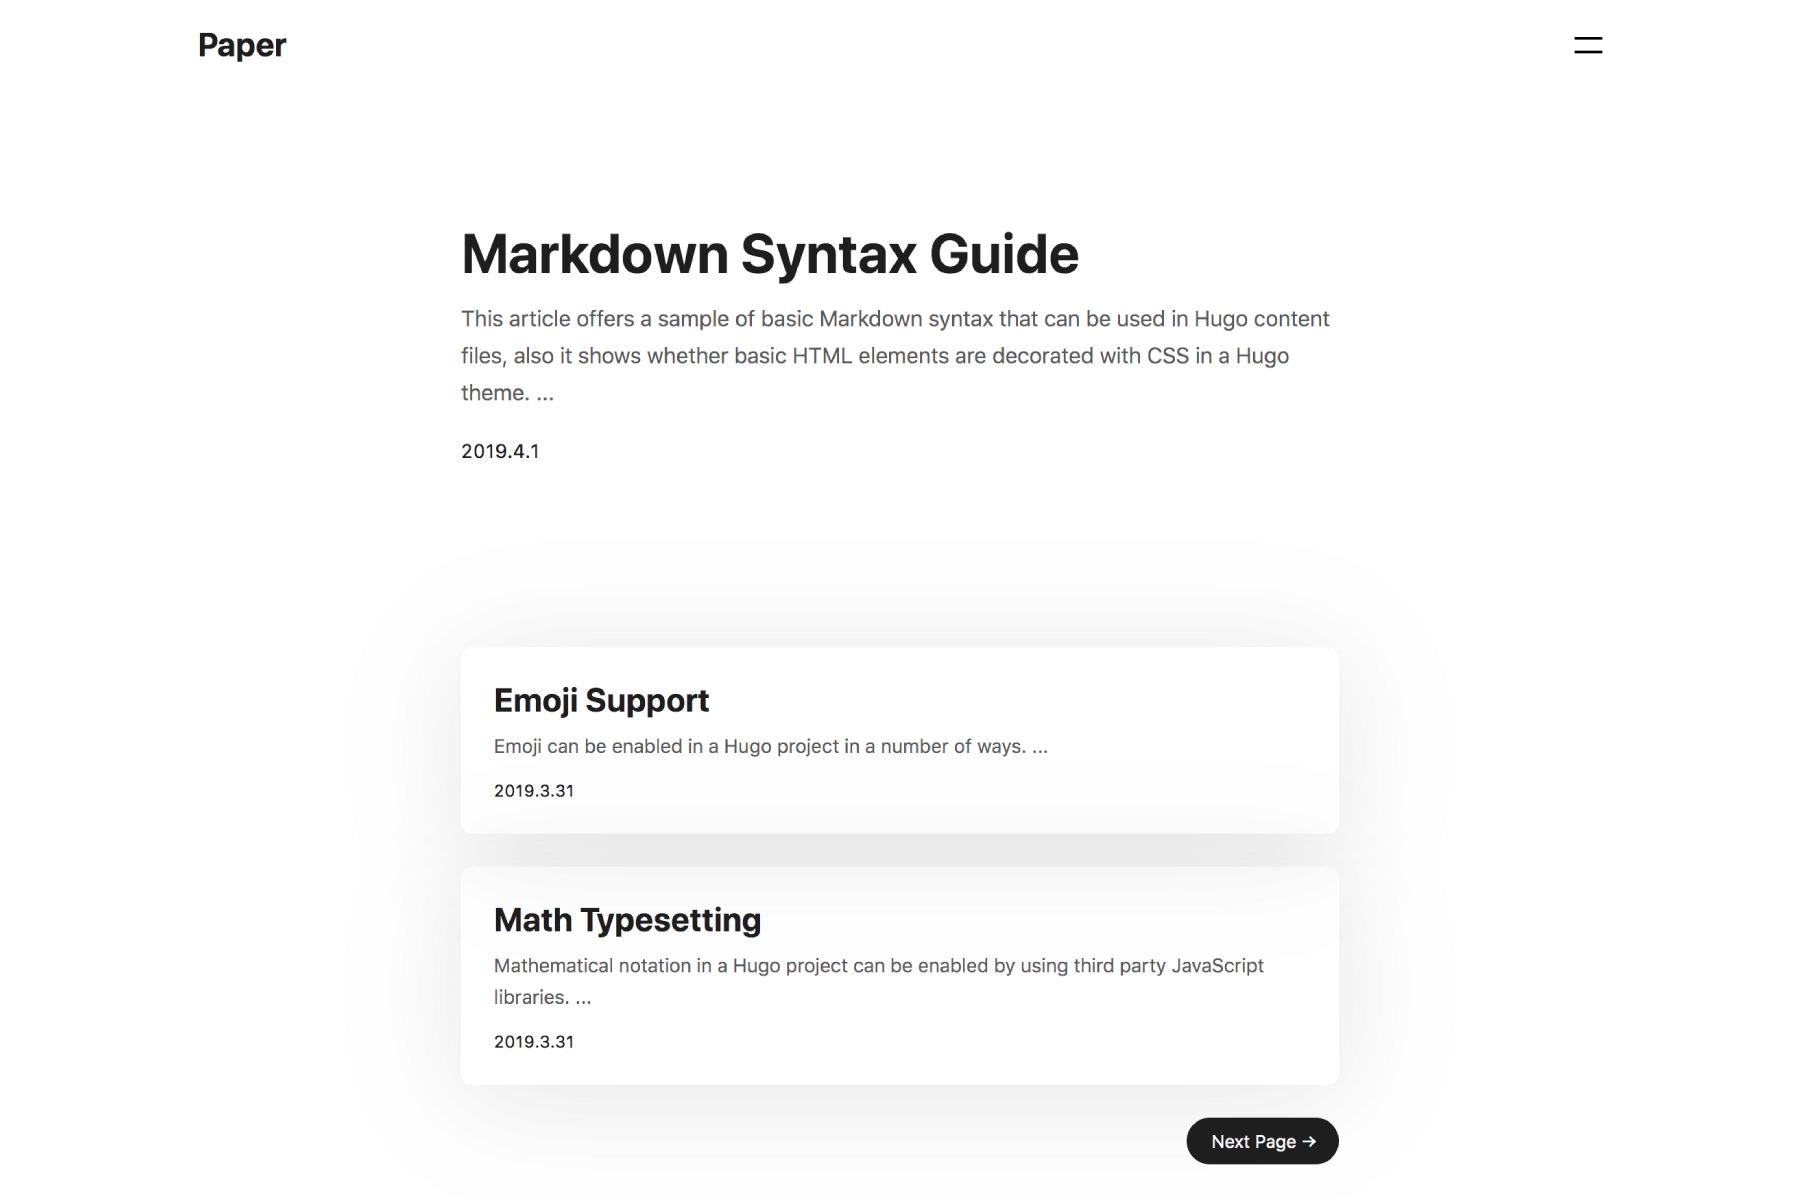 Paper
Markdown Syntax Guide
This article offers a sample of basic Markdown syntax that can be used in Hugo content
files, also it shows whether basic HTML elements are decorated with CSS in a Hugo
theme. ...
2019.4.1
Emoji Support
Emoji can be enabled in a Hugo project in a number of ways. ...
2019.3.31
Math Typesetting
Mathematical notation in a Hugo project can be enabled by using third party JavaScript
libraries. ...
2019.3.31
Next Page →